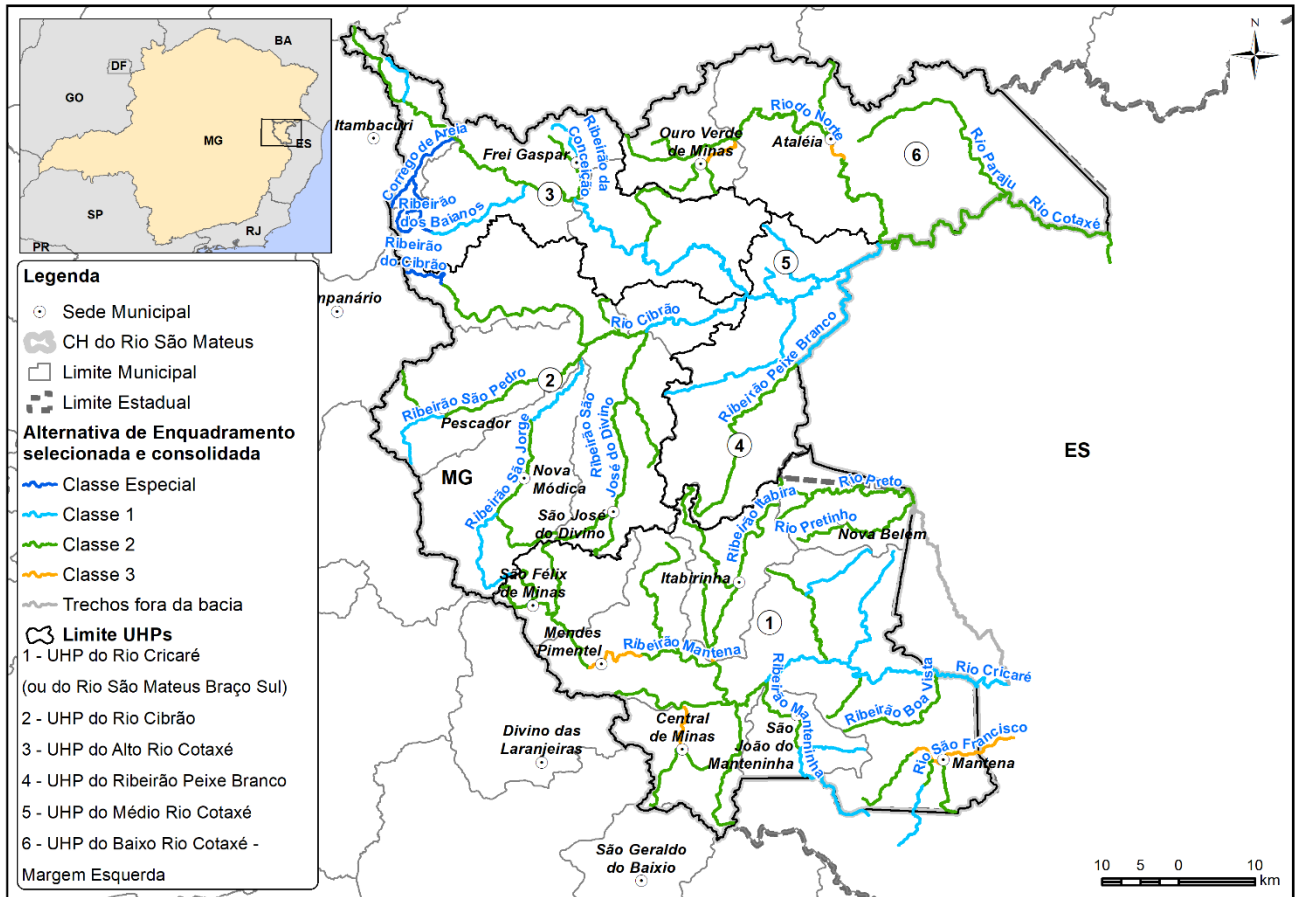 BA
DF
GO
MG
ES
SP
RJ
PR
N
Legenda
Sede Municipal
CH do Rio São Mateus
Limite Municipal
Limite Estadual
Alternativa de Enquadramento
selecionada e consolidada
Classe Especial
Classe 1
Classe 2
Classe 3
Trechos fora da bacia
Limite UHPs
1 - UHP do Rio Cricaré
(ou do Rio São Mateus Braço Sul)
2 - UHP do Rio Cibrão
3 - UHP do Alto Rio Cotaxé
4 - UHP do Ribeirão Peixe Branco
5 - UHP do Médio Rio Cotaxé
6 - UHP do Baixo Rio Cotaxé -
Margem Esquerda
Itambacuri
Corrego de Areia
Frei Gaspar
Ribeirão da
Conceição
Ouro Verde
de Minas
Rio do Norte
Ataléia
6
Rio Paraju
Rio Cotaxé
3
Ribeirão
dos Baianos
Ribeirão
do Cibrão
mpanário
5
Rio Cibrão
Ribeirão Peixe Branco
2
Ribeirão São Pedro
Pescador
Ribeirão São Jorge
Ribeirão São
José do Divino
4
MG
ES
Nova
Módica
São José
do Divino
Ribeirão Itabira
Rio Preto
Rio Pretinho
Nova Belém
São Félix
de Minas
Itabirinha
1
Mendes
Pimentel
Ribeirão Mantena
Rio Cricaré
Ribeirão Manteninha
Ribeirão Boa Vista
Divino das
Laranjeiras
Central
de Minas
São
João do
Manteninha
Rio São Francisco
Mantena
São Geraldo
do Baixio
10 5 0 10
km